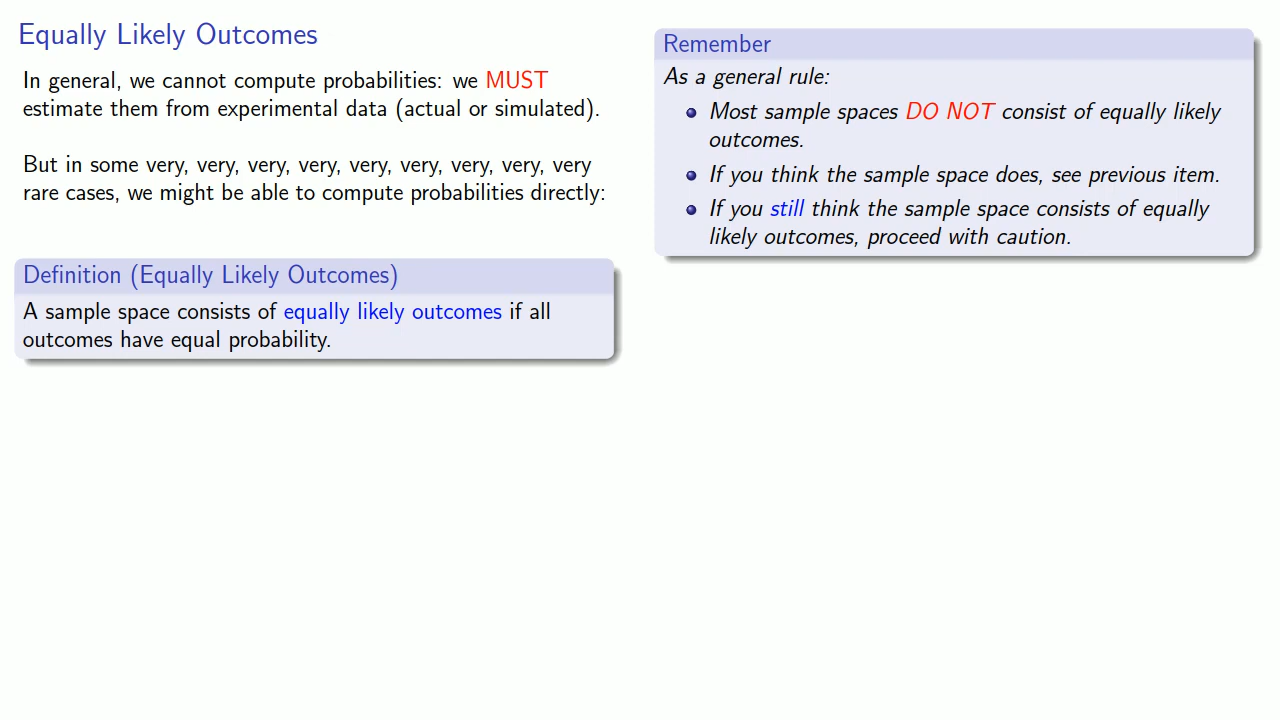 Equally Likely Outcomes
In general, we cannot compute probabilities: we MUST
estimate them from experimental data (actual or simulated).
But in some very, very, very, very, very, very, very, very, very
rare cases, we might be able to compute probabilities directly:
Definition (Equally Likely Outcomes)
A sample space consists of equally likely outcomes if all
outcomes have equal probability.
Remember
As a general rule:
Most sample spaces DO NOT consist of equally likely
outcomes.
If you think the sample space does, see previous item.
If you still think the sample space consists of equally
likely outcomes, proceed with caution.